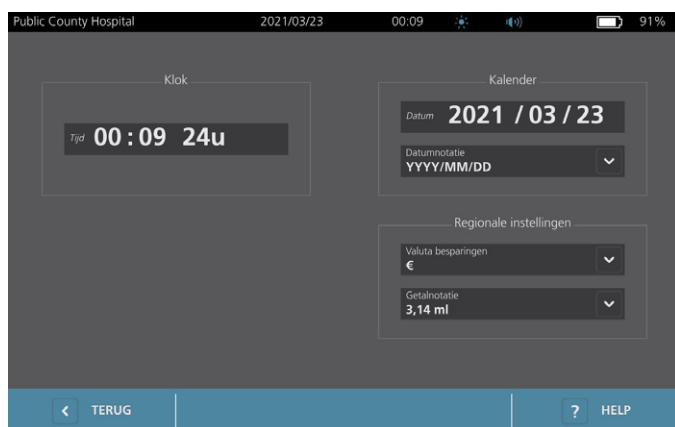 Public County Hospital 2021/03/23 00:09 91%
Klok
Tijd 00 : 09 24u
Kalender
Datum 2021 / 03 / 23
Datumnotatie
YYYY/MM/DD
Regionale instellingen
Valuta besparingen
€
Getalnotatie
3,14 ml
TERUG
? HELP